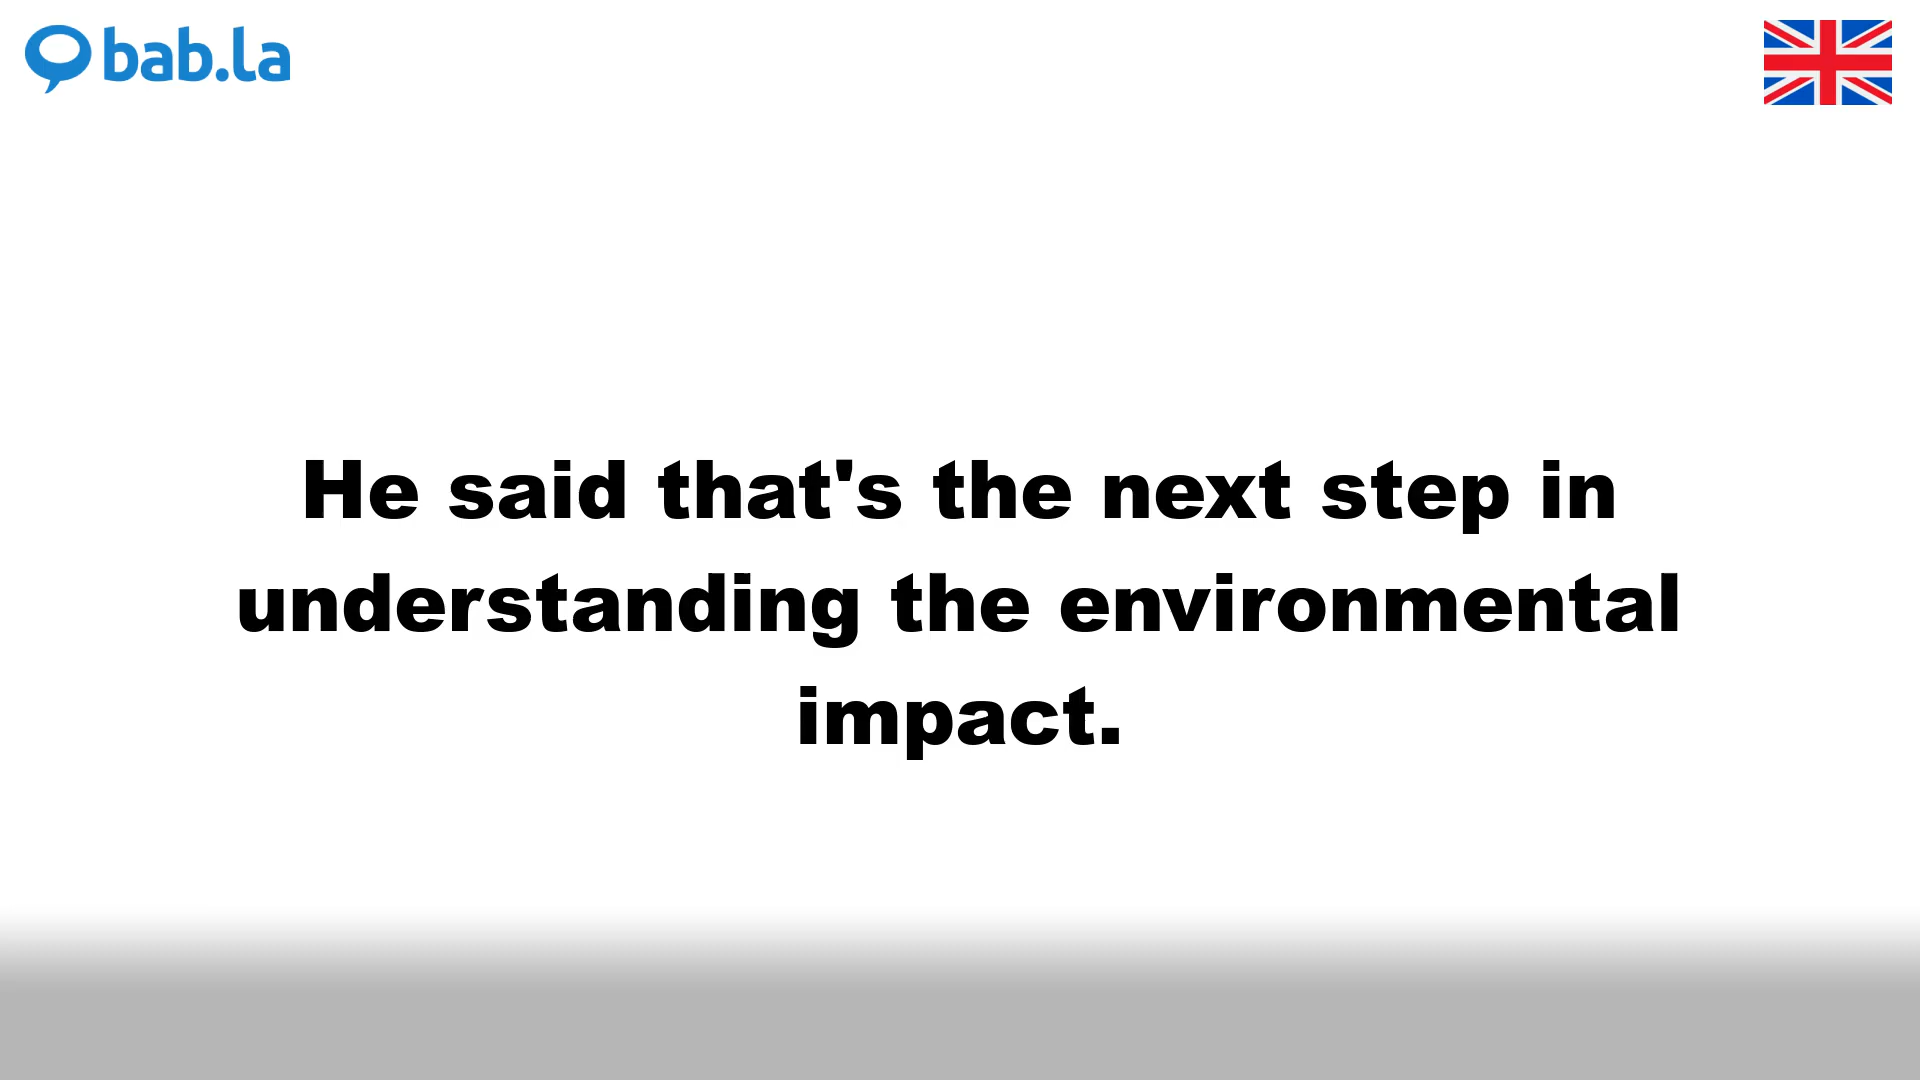 bab.la
He said that's the next step in
understanding the environmental
impact.